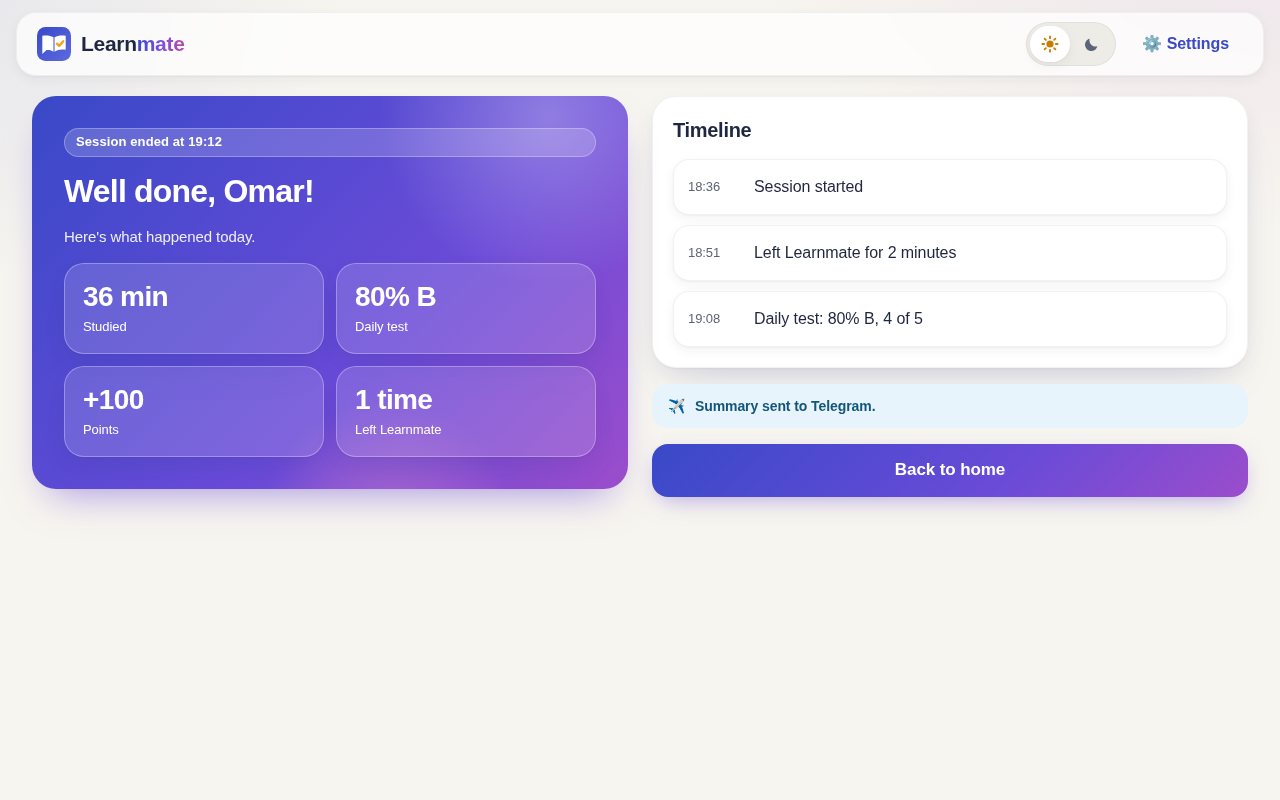 Learnmate
Settings
Session ended at 19:12
Well done, Omar!
Here's what happened today.
36 min
Studied
80% B
Daily test
+100
Points
1 time
Left Learnmate
Timeline
18:36 Session started
18:51 Left Learnmate for 2 minutes
19:08 Daily test: 80% B, 4 of 5
Summary sent to Telegram.
Back to home